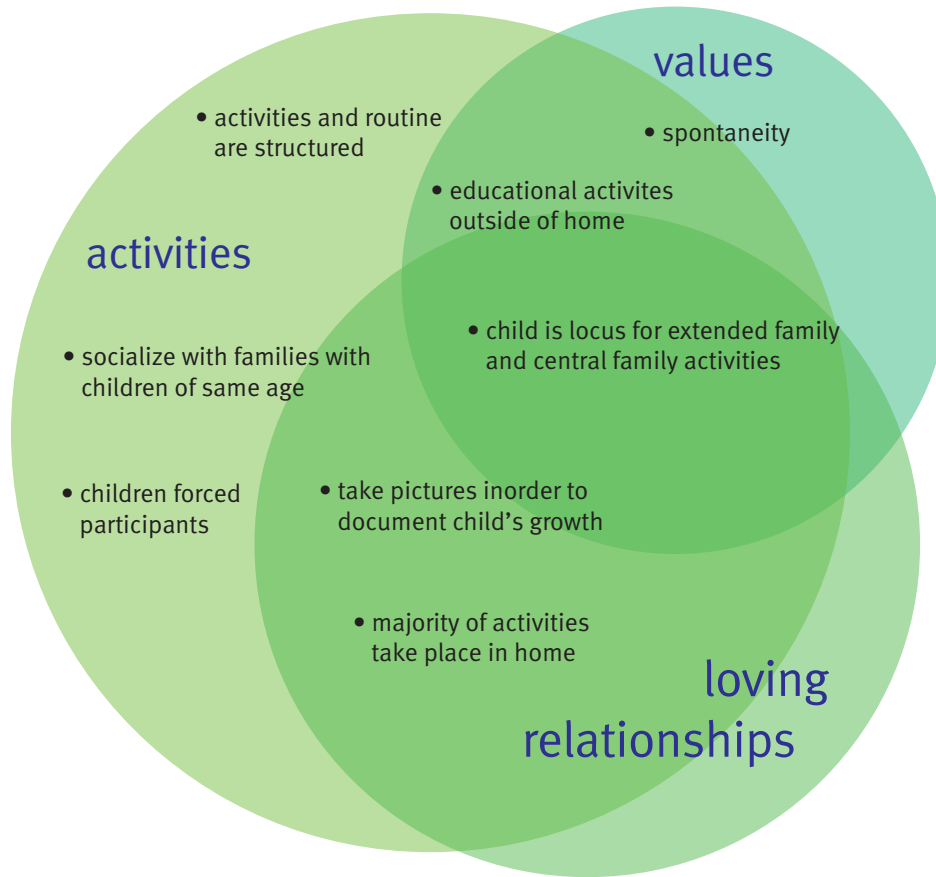 values
• activities and routine
are structured
• spontaneity
• educational activites
outside of home
activities
• child is locus for extended family
and central family activities
• socialize with families with
children of same age
• children forced
participants
• take pictures inorder to
document child's growth
• majority of activities
take place in home
loving
relationships